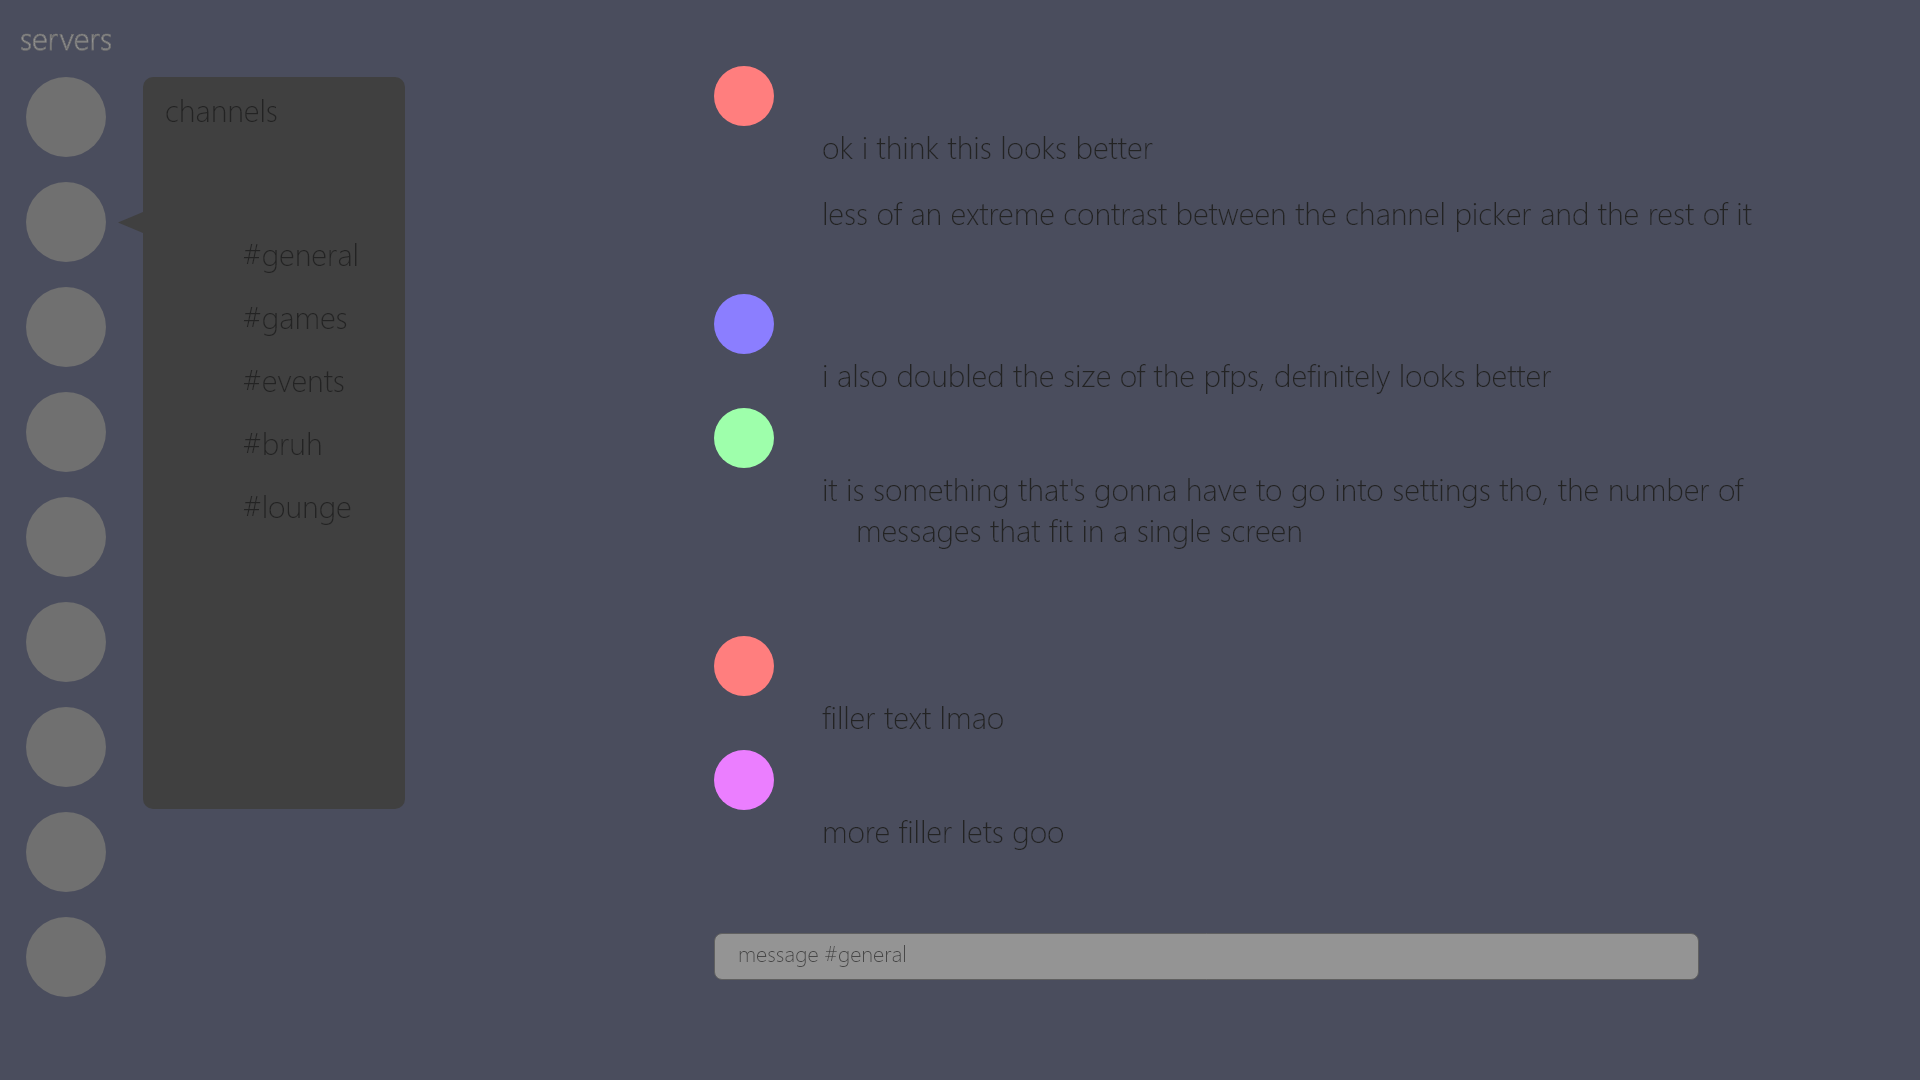 servers
channels
#general
#games
#events
#bruh
#lounge
ok i think this looks better
less of an extreme contrast between the channel picker and the rest of it
i also doubled the size of the pfps, definitely looks better
it is something that's gonna have to go into settings tho, the number of
messages that fit in a single screen
filler text lmao
more filler lets goo
message #general